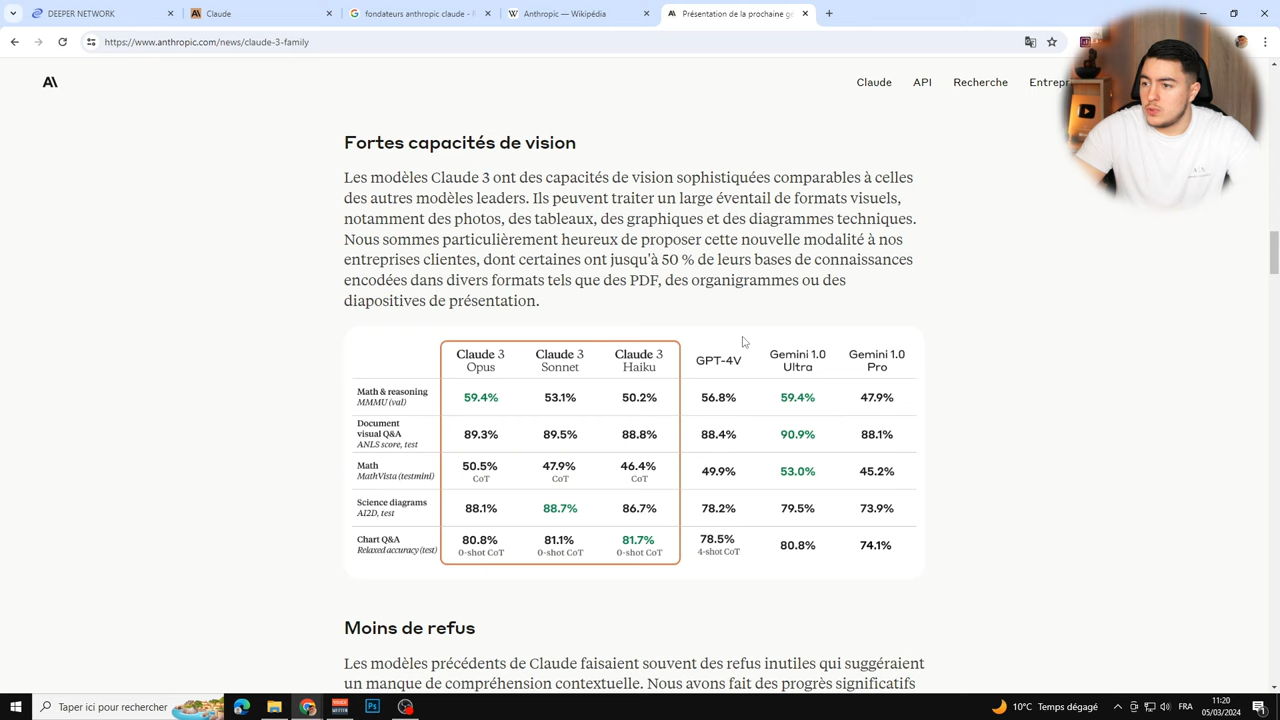 DEEPER NETWORK
Claude
fondateurs anthropic claude - R
Anthropic — Wikipédia
Présentation de la prochaine gé
https://www.anthropic.com/news/claude-3-family
Claude API Recherche Entrepr
Fortes capacités de vision
Les modèles Claude 3 ont des capacités de vision sophistiquées comparables à celles
des autres modèles leaders. Ils peuvent traiter un large éventail de formats visuels,
notamment des photos, des tableaux, des graphiques et des diagrammes techniques.
Nous sommes particulièrement heureux de proposer cette nouvelle modalité à nos
entreprises clientes, dont certaines ont jusqu'à 50 % de leurs bases de connaissances
encodées dans divers formats tels que des PDF, des organigrammes ou des
diapositives de présentation.
Claude 3 Claude 3 Claude 3 GPT-4V Gemini 1.0 Gemini 1.0
Opus Sonnet Haiku Ultra Pro
Math & reasoning
MMMU (val)
59.4% 53.1% 50.2% 56.8% 59.4% 47.9%
Document
visual Q&A
ANLS score, test
89.3% 89.5% 88.8% 88.4% 90.9% 88.1%
Math
MathVista (testmini)
50.5% 47.9% 46.4% 49.9% 53.0% 45.2%
CoT CoT CoT
Science diagrams
AI2D, test
88.1% 88.7% 86.7% 78.2% 79.5% 73.9%
Chart Q&A
Relaxed accuracy (test)
80.8% 81.1% 81.7% 78.5% 80.8% 74.1%
0-shot CoT 0-shot CoT 0-shot CoT 4-shot CoT
Moins de refus
Les modèles précédents de Claude faisaient souvent des refus inutiles qui suggéraient
un manque de compréhension contextuelle. Nous avons fait des progrès significatifs
Taper ici pour rechercher
10°C Temps dégagé
FRA
11:20
05/03/2024